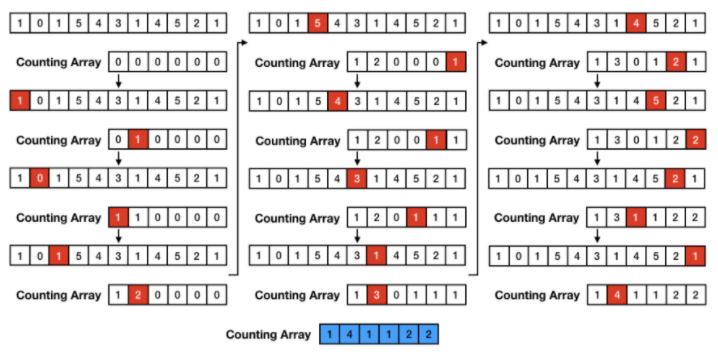 1 0 1 5 4 3 1 4 5 2 1
Counting Array 0 0 0 0 0 0
1 0 1 5 4 3 1 4 5 2 1
Counting Array 0 1 0 0 0 0
1 0 1 5 4 3 1 4 5 2 1
Counting Array 1 1 0 0 0 0
1 0 1 5 4 3 1 4 5 2 1
Counting Array 1 2 0 0 0 0
1 0 1 5 4 3 1 4 5 2 1
Counting Array 1 2 0 0 0 1
1 0 1 5 4 3 1 4 5 2 1
Counting Array 1 2 0 0 1 1
1 0 1 5 4 3 1 4 5 2 1
Counting Array 1 2 0 1 1 1
1 0 1 5 4 3 1 4 5 2 1
Counting Array 1 3 0 1 1 1
1 0 1 5 4 3 1 4 5 2 1
Counting Array 1 3 0 1 2 1
1 0 1 5 4 3 1 4 5 2 1
Counting Array 1 3 0 1 2 2
1 0 1 5 4 3 1 4 5 2 1
Counting Array 1 3 1 1 2 2
1 0 1 5 4 3 1 4 5 2 1
Counting Array 1 4 1 1 2 2
Counting Array 1 4 1 1 2 2